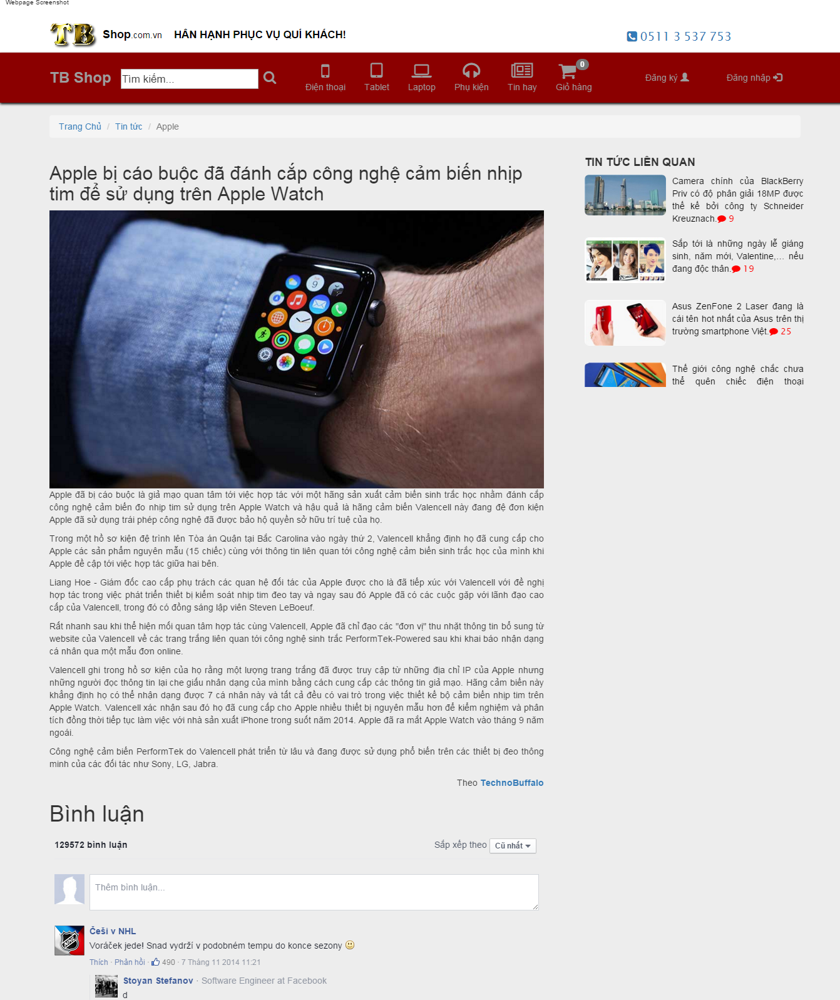 Webpage Screenshot
TB Shop.com.vn HÂN HẠNH PHỤC VỤ QUÍ KHÁCH!
0511 3 537 753
TB Shop
Tìm kiếm...
Điện thoại
Tablet
Laptop
Phụ kiện
Tin hay
0
Giỏ hàng
Đăng ký
Đăng nhập
Trang Chủ / Tin tức / Apple
Apple bị cáo buộc đã đánh cắp công nghệ cảm biến nhịp
tim để sử dụng trên Apple Watch
9
Apple đã bị cáo buộc là giả mạo quan tâm tới việc hợp tác với một hãng sản xuất cảm biến sinh trắc học nhằm đánh cắp
công nghệ cảm biến đo nhịp tim sử dụng trên Apple Watch và hậu quả là hãng cảm biến Valencell này đang đệ đơn kiện
Apple đã sử dụng trái phép công nghệ đã được bảo hộ quyền sở hữu trí tuệ của họ.
Trong một hồ sơ kiện đệ trình lên Tòa án Quận tại Bắc Carolina vào ngày thứ 2, Valencell khẳng định họ đã cung cấp cho
Apple các sản phẩm nguyên mẫu (15 chiếc) cùng với thông tin liên quan tới công nghệ cảm biến sinh trắc học của mình khi
Apple đề cập tới việc hợp tác giữa hai bên.
Liang Hoe - Giám đốc cao cấp phụ trách các quan hệ đối tác của Apple được cho là đã tiếp xúc với Valencell với đề nghị
hợp tác trong việc phát triển thiết bị kiểm soát nhịp tim đeo tay và ngay sau đó Apple đã có các cuộc gặp với lãnh đạo cao
cấp của Valencell, trong đó có đồng sáng lập viên Steven LeBoeuf.
Rất nhanh sau khi thể hiện mối quan tâm hợp tác cùng Valencell, Apple đã chỉ đạo các "đơn vị" thu nhặt thông tin bổ sung từ
website của Valencell về các trang trắng liên quan tới công nghệ sinh trắc PerformTek-Powered sau khi khai báo nhận dạng
cá nhân qua một mẫu đơn online.
Valencell ghi trong hồ sơ kiện của họ rằng một lượng trang trắng đã được truy cập từ những địa chỉ IP của Apple nhưng
những người đọc thông tin lại che giấu nhân dạng của mình bằng cách cung cấp các thông tin giả mạo. Hãng cảm biến này
khẳng định họ có thể nhận dạng được 7 cá nhân này và tất cả đều có vai trò trong việc thiết kế bộ cảm biến nhịp tim trên
Apple Watch. Valencell xác nhận sau đó họ đã cung cấp cho Apple nhiều thiết bị nguyên mẫu hơn để kiểm nghiệm và phân
tích đồng thời tiếp tục làm việc với nhà sản xuất iPhone trong suốt năm 2014. Apple đã ra mắt Apple Watch vào tháng 9 năm
ngoái.
Công nghệ cảm biến PerformTek do Valencell phát triển từ lâu và đang được sử dụng phổ biến trên các thiết bị đeo thông
minh của các đối tác như Sony, LG, Jabra.
Theo TechnoBuffalo
TIN TỨC LIÊN QUAN
Camera chính của BlackBerry
Priv có độ phân giải 18MP được
thế kế bởi công ty Schneider
Kreuznach. 9
Sắp tới là những ngày lễ giáng
sinh, năm mới, Valentine,… nếu
đang độc thân. 19
Asus ZenFone 2 Laser đang là
cái tên hot nhất của Asus trên thị
trường smartphone Việt. 25
Thế giới công nghệ chắc chưa
thể quên chiếc điện thoại
Bình luận
129572 bình luận
Sắp xếp theo Cũ nhất
Thêm bình luận...
NHL
Češi v NHL
Voráček jede! Snad vydrží v podobném tempu do konce sezony
Thích · Phản hồi · 490 · 7 Tháng 11 2014 11:21
Stoyan Stefanov · Software Engineer at Facebook
d